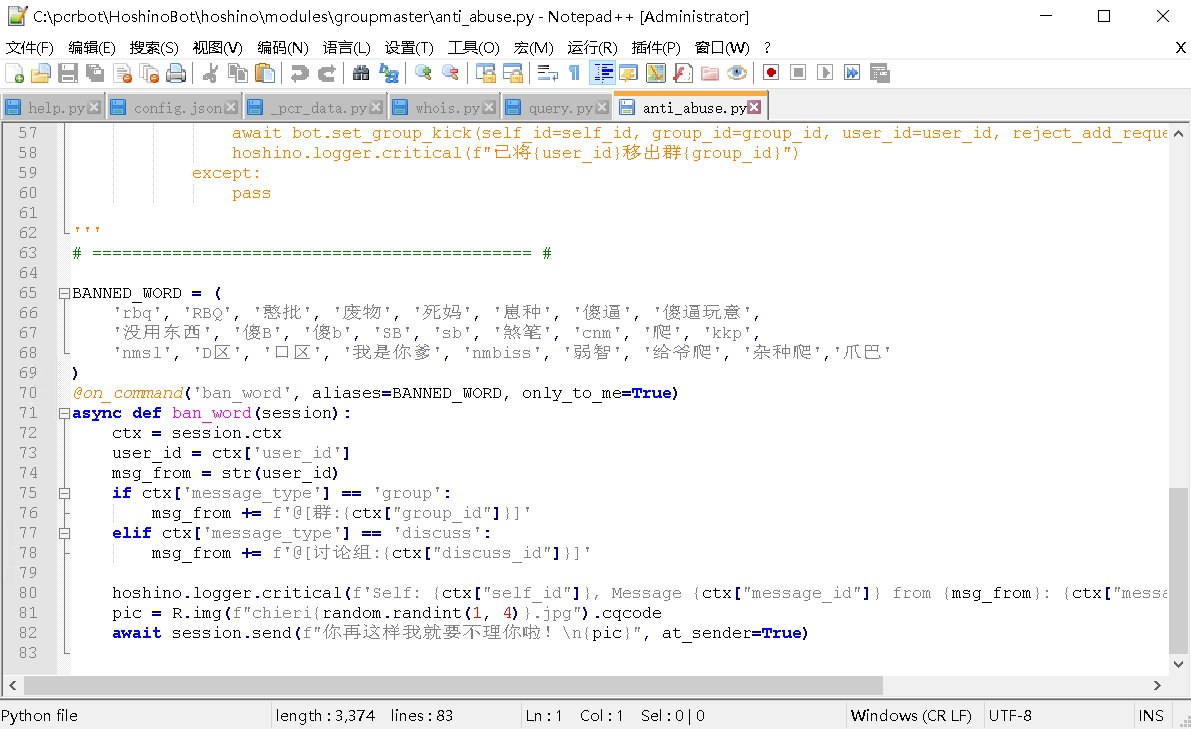 C:\pcrbot\HoshinoBot\hoshino\modules\groupmaster\anti_abuse.py - Notepad++ [Administrator]
文件(F) 编辑(E) 搜索(S) 视图(V) 编码(N) 语言(L) 设置(T) 工具(O) 宏(M) 运行(R) 插件(P) 窗口(W) ? X
help.py config.json _pcr_data.py whois.py query.py anti_abuse.py
57 await bot.set_group_kick(self_id=self_id, group_id=group_id, user_id=user_id, reject_add_reque
58 hoshino.logger.critical(f"已将{user_id}移出群{group_id}")
59 except:
60 pass
61
62 '''
63 # ============================================ #
64
65 BANNED_WORD = (
66 'rbq', 'RBQ', '憨批', '废物', '死妈', '崽种', '傻逼', '傻逼玩意',
67 '没用东西', '傻B', '傻b', 'SB', 'sb', '煞笔', 'cnm', '爬', 'kkp',
68 'nmsl', 'D区', '口区', '我是你爹', 'nmbiss', '弱智', '给爷爬', '杂种爬','爪巴'
69 )
70 @on_command('ban_word', aliases=BANNED_WORD, only_to_me=True)
71 async def ban_word(session):
72 ctx = session.ctx
73 user_id = ctx['user_id']
74 msg_from = str(user_id)
75 if ctx['message_type'] == 'group':
76 msg_from += f'@[群:{ctx["group_id"]}]'
77 elif ctx['message_type'] == 'discuss':
78 msg_from += f'@[讨论组:{ctx["discuss_id"]}]'
79
80 hoshino.logger.critical(f'Self: {ctx["self_id"]}, Message {ctx["message_id"]} from {msg_from}: {ctx["messa
81 pic = R.img(f"chieri{random.randint(1, 4)}.jpg").cqcode
82 await session.send(f"你再这样我就要不理你啦！\n{pic}", at_sender=True)
83
Python file length : 3,374 lines : 83 Ln : 1 Col : 1 Sel : 0 | 0 Windows (CR LF) UTF-8 INS